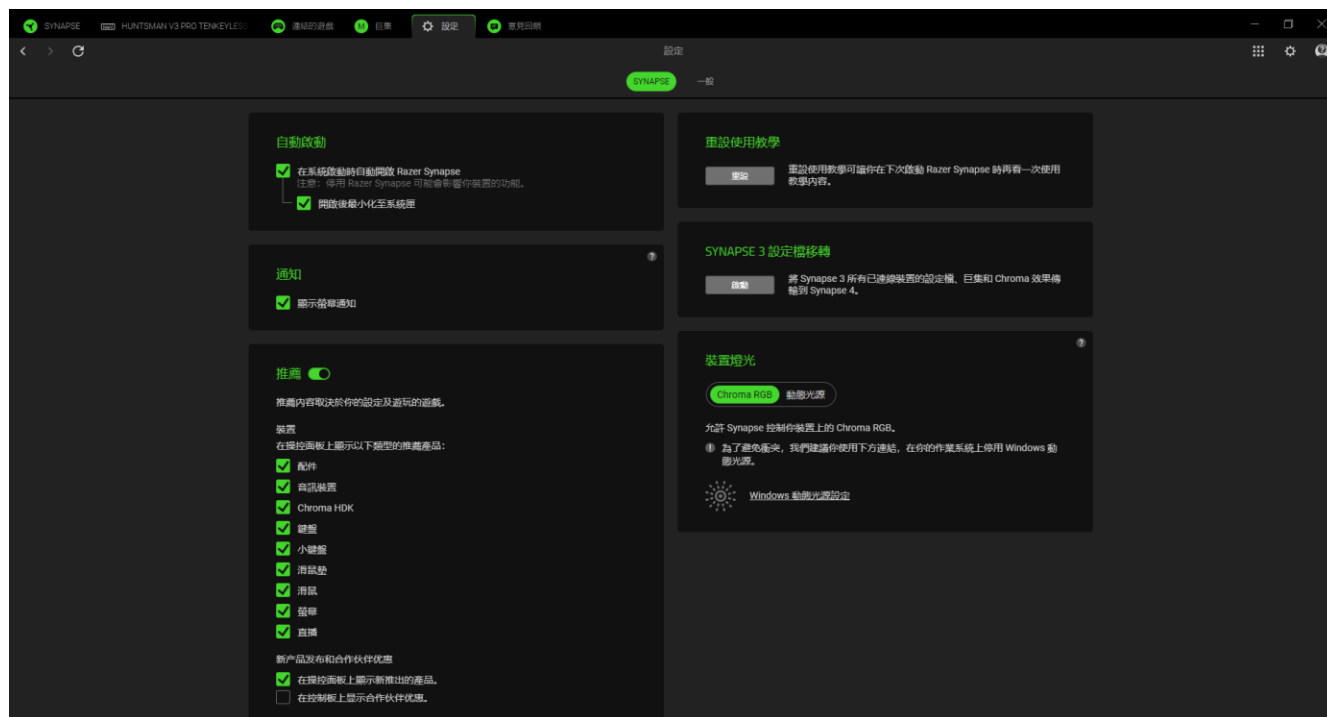 SYNAPSE
HUNTSMAN V3 PRO TENKEYLESS
連結的遊戲
巨集
設定
意見回饋
設定
SYNAPSE
一般
自動啟動
在系統啟動時自動開啟 Razer Synapse
注意：停用 Razer Synapse 可能會影響你裝置的功能。
開啟後最小化至系統匣
通知
顯示螢幕通知
推薦
推薦內容取決於你的設定及遊玩的遊戲。
裝置
在操控面板上顯示以下類型的推薦產品：
配件
音訊裝置
Chroma HDK
鍵盤
小鍵盤
滑鼠墊
滑鼠
螢幕
直播
新产品发布和合作伙伴优惠
在操控面板上顯示新推出的產品。
在控制板上显示合作伙伴优惠。
重設使用教學
重設
重設使用教學可讓你在下次啟動 Razer Synapse 時再看一次使用
教學內容。
SYNAPSE 3 設定檔移轉
啟動
將 Synapse 3 所有已連線裝置的設定檔、巨集和 Chroma 效果傳
輸到 Synapse 4。
裝置燈光
Chroma RGB
動態光源
允許 Synapse 控制你裝置上的 Chroma RGB。
為了避免衝突，我們建議你使用下方連結，在你的作業系統上停用 Windows 動
態光源。
Windows 動態光源設定